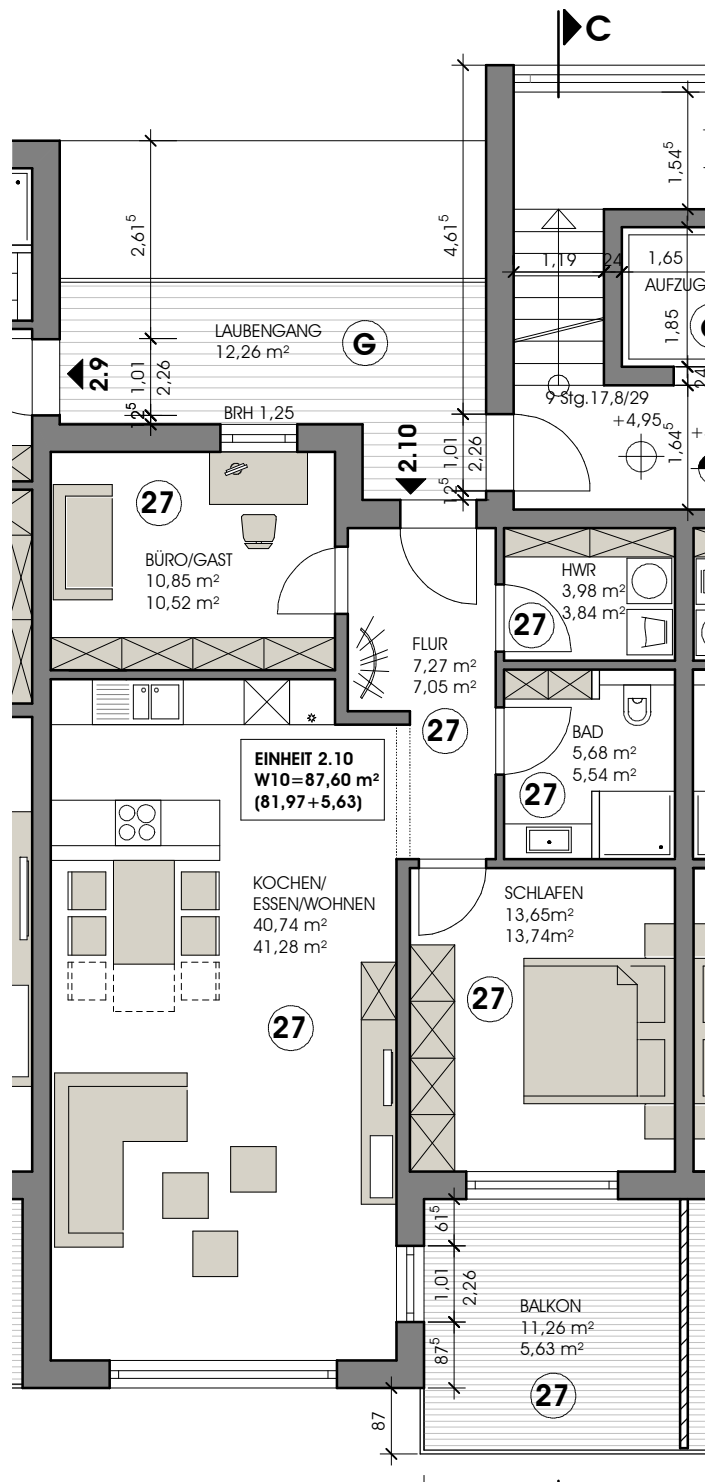 C
1,54⁵
2,61⁵
4,61⁵
1,19
24
1,65
AUFZUG
1,85
24
LAUBENGANG
12,26 m²
G
2.9
1,01
2,26
12⁵
BRH 1,25
9 Stg.17,8/29
+4,95
1,64⁵
2.10
1,01
2,26
12⁵
27
BÜRO/GAST
10,85 m²
10,52 m²
HWR
3,98 m²
3,84 m²
27
FLUR
7,27 m²
7,05 m²
27
BAD
5,68 m²
5,54 m²
27
EINHEIT 2.10
W10=87,60 m²
(81,97+5,63)
KOCHEN/
ESSEN/WOHNEN
40,74 m²
41,28 m²
27
SCHLAFEN
13,65m²
13,74m²
27
61⁵
1,01
2,26
87⁵
BALKON
11,26 m²
5,63 m²
27
87